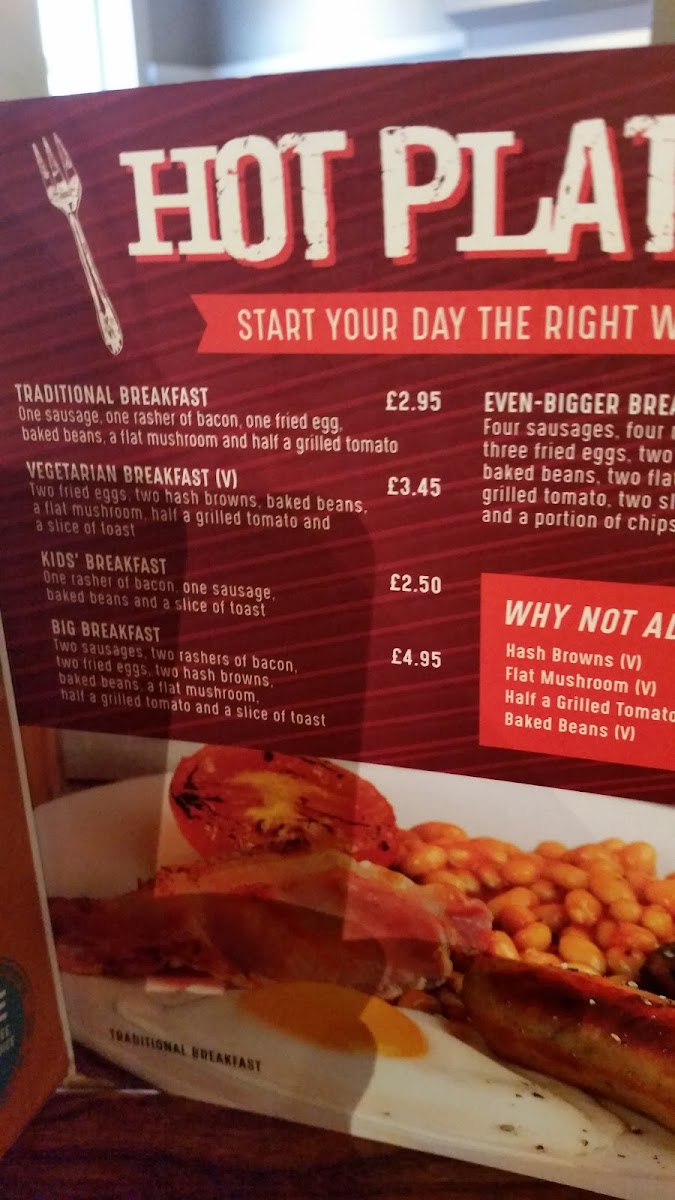 HOT PLAT
START YOUR DAY THE RIGHT W
TRADITIONAL BREAKFAST £2.95
One sausage, one rasher of bacon, one fried egg,
baked beans, a flat mushroom and half a grilled tomato
VEGETARIAN BREAKFAST (V) £3.45
Two fried eggs, two hash browns, baked beans,
a flat mushroom, half a grilled tomato and
a slice of toast
KIDS' BREAKFAST £2.50
One rasher of bacon, one sausage,
baked beans and a slice of toast
BIG BREAKFAST £4.95
Two sausages, two rashers of bacon,
two fried eggs, two hash browns,
baked beans, a flat mushroom,
half a grilled tomato and a slice of toast
EVEN-BIGGER BREA
Four sausages, four
three fried eggs, two
baked beans, two flat
grilled tomato, two sl
and a portion of chips
WHY NOT AD
Hash Browns (V)
Flat Mushroom (V)
Half a Grilled Tomato
Baked Beans (V)
TRADITIONAL BREAKFAST